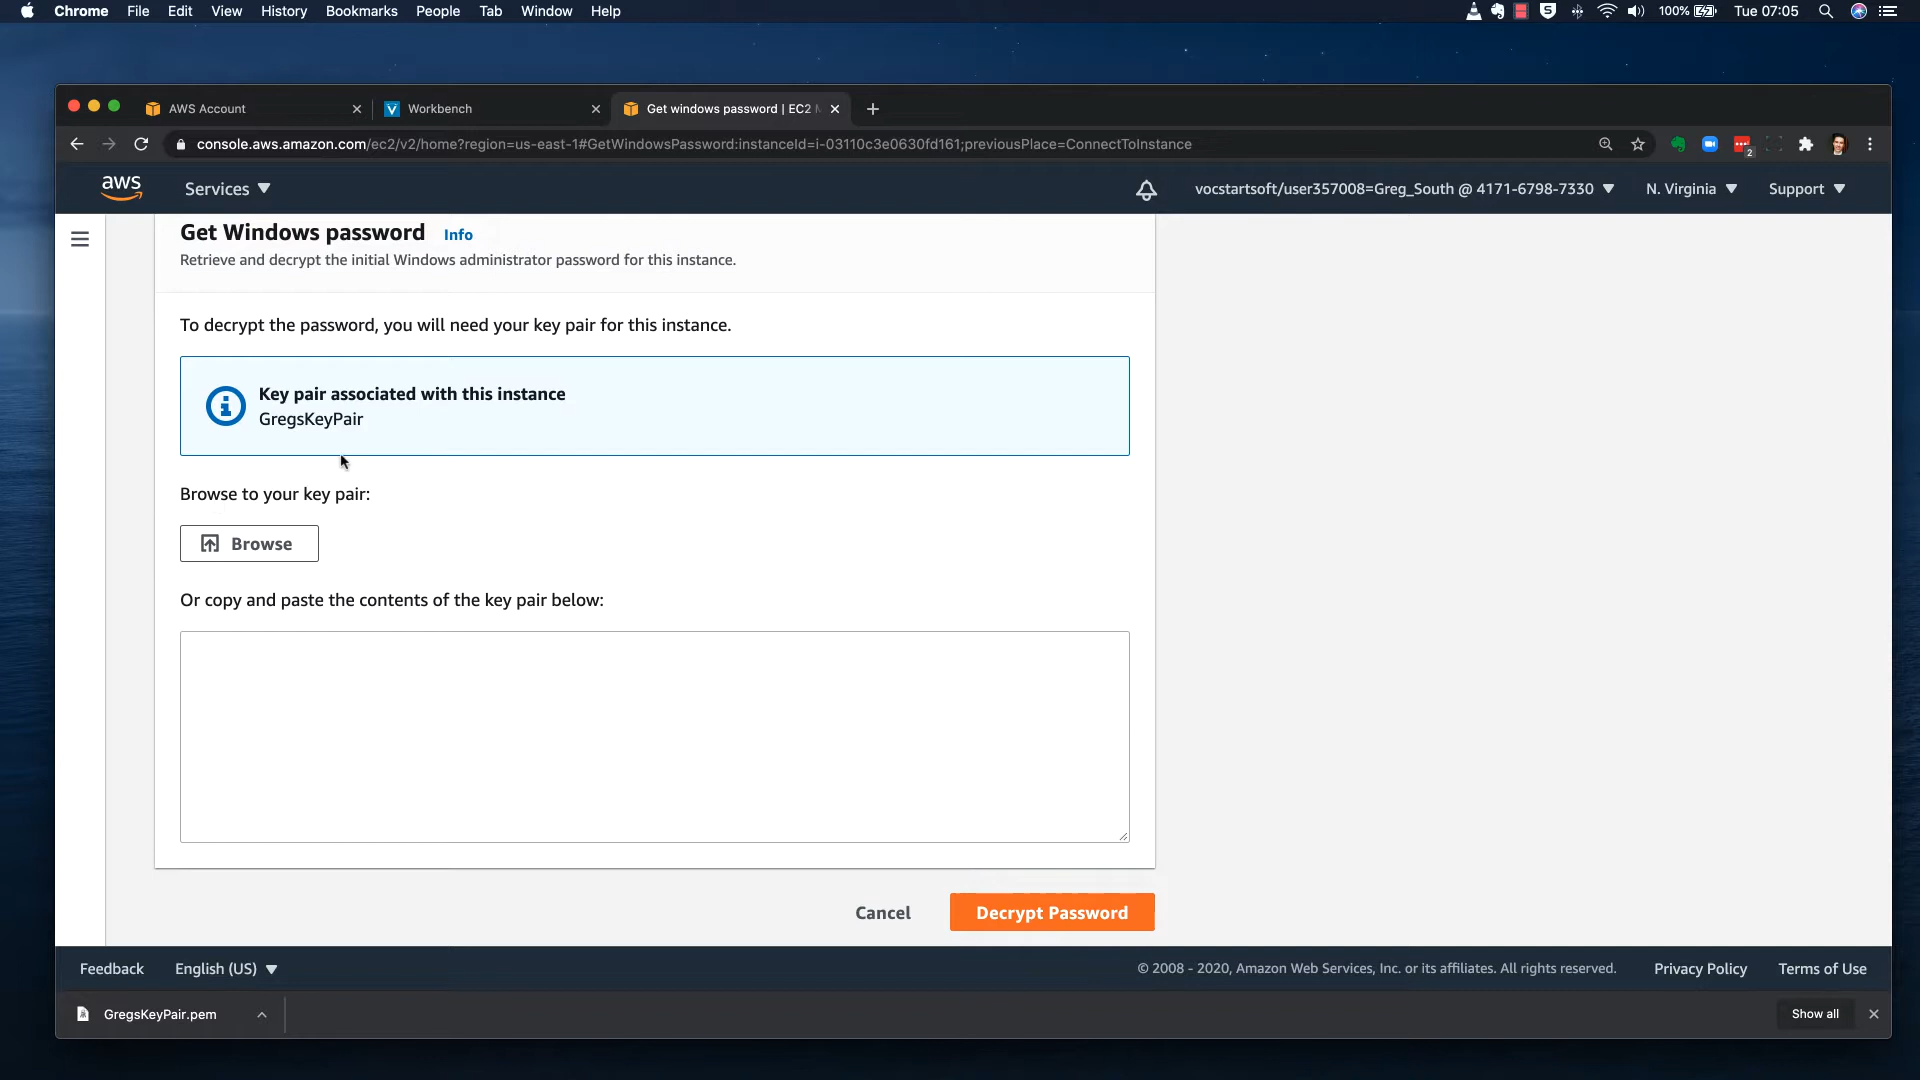 Chrome File Edit View History Bookmarks People Tab Window Help
100% Tue 07:05
AWS Account
Workbench
Get windows password | EC2 M
console.aws.amazon.com/ec2/v2/home?region=us-east-1#GetWindowsPassword:instanceId=i-03110c3e0630fd161;previousPlace=ConnectToInstance
2
aws
Services
vocstartsoft/user357008=Greg_South @ 4171-6798-7330
N. Virginia
Support
Get Windows password Info
Retrieve and decrypt the initial Windows administrator password for this instance.
To decrypt the password, you will need your key pair for this instance.
Key pair associated with this instance
GregsKeyPair
Browse to your key pair:
Browse
Or copy and paste the contents of the key pair below:
Cancel
Decrypt Password
Feedback English (US)
© 2008 - 2020, Amazon Web Services, Inc. or its affiliates. All rights reserved. Privacy Policy Terms of Use
GregsKeyPair.pem
Show all